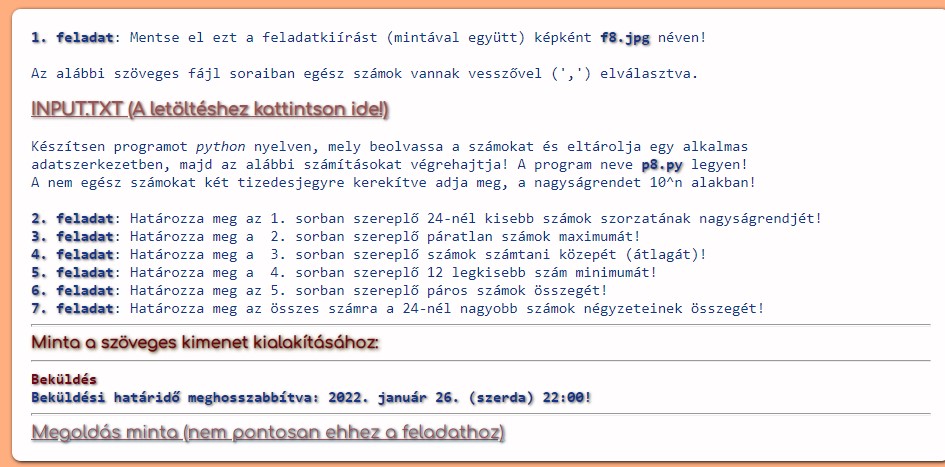 1. feladat: Mentse el ezt a feladatkiírást (mintával együtt) képként f8.jpg néven!
Az alábbi szöveges fájl soraiban egész számok vannak vesszővel (',') elválasztva.
INPUT.TXT (A letöltéshez kattintson ide!)
Készítsen programot python nyelven, mely beolvassa a számokat és eltárolja egy alkalmas
adatszerkezetben, majd az alábbi számításokat végrehajtja! A program neve p8.py legyen!
A nem egész számokat két tizedesjegyre kerekítve adja meg, a nagyságrendet 10^n alakban!
2. feladat: Határozza meg az 1. sorban szereplő 24-nél kisebb számok szorzatának nagyságrendjét!
3. feladat: Határozza meg a  2. sorban szereplő páratlan számok maximumát!
4. feladat: Határozza meg a  3. sorban szereplő számok számtani közepét (átlagát)!
5. feladat: Határozza meg a  4. sorban szereplő 12 legkisebb szám minimumát!
6. feladat: Határozza meg az 5. sorban szereplő páros számok összegét!
7. feladat: Határozza meg az összes számra a 24-nél nagyobb számok négyzeteinek összegét!
Minta a szöveges kimenet kialakításához:
Beküldés
Beküldési határidő meghosszabbítva: 2022. január 26. (szerda) 22:00!
Megoldás minta (nem pontosan ehhez a feladathoz)